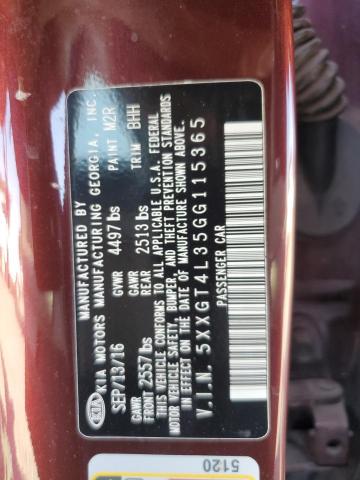 MANUFACTURED BY
KIA MOTORS MANUFACTURING GEORGIA, INC.
SEP/13/16 GVWR 4497 lbs PAINT M2R
GAWR FRONT 2557 lbs GAWR REAR 2513 lbs TRIM BHH
THIS VEHICLE CONFORMS TO ALL APPLICABLE U.S.A. FEDERAL
MOTOR VEHICLE SAFETY, BUMPER, AND THEFT PREVENTION STANDARDS
IN EFFECT ON THE DATE OF MANUFACTURE SHOWN ABOVE.
V.I.N. 5XXGT4L35GG115365
PASSENGER CAR
KIA
5120